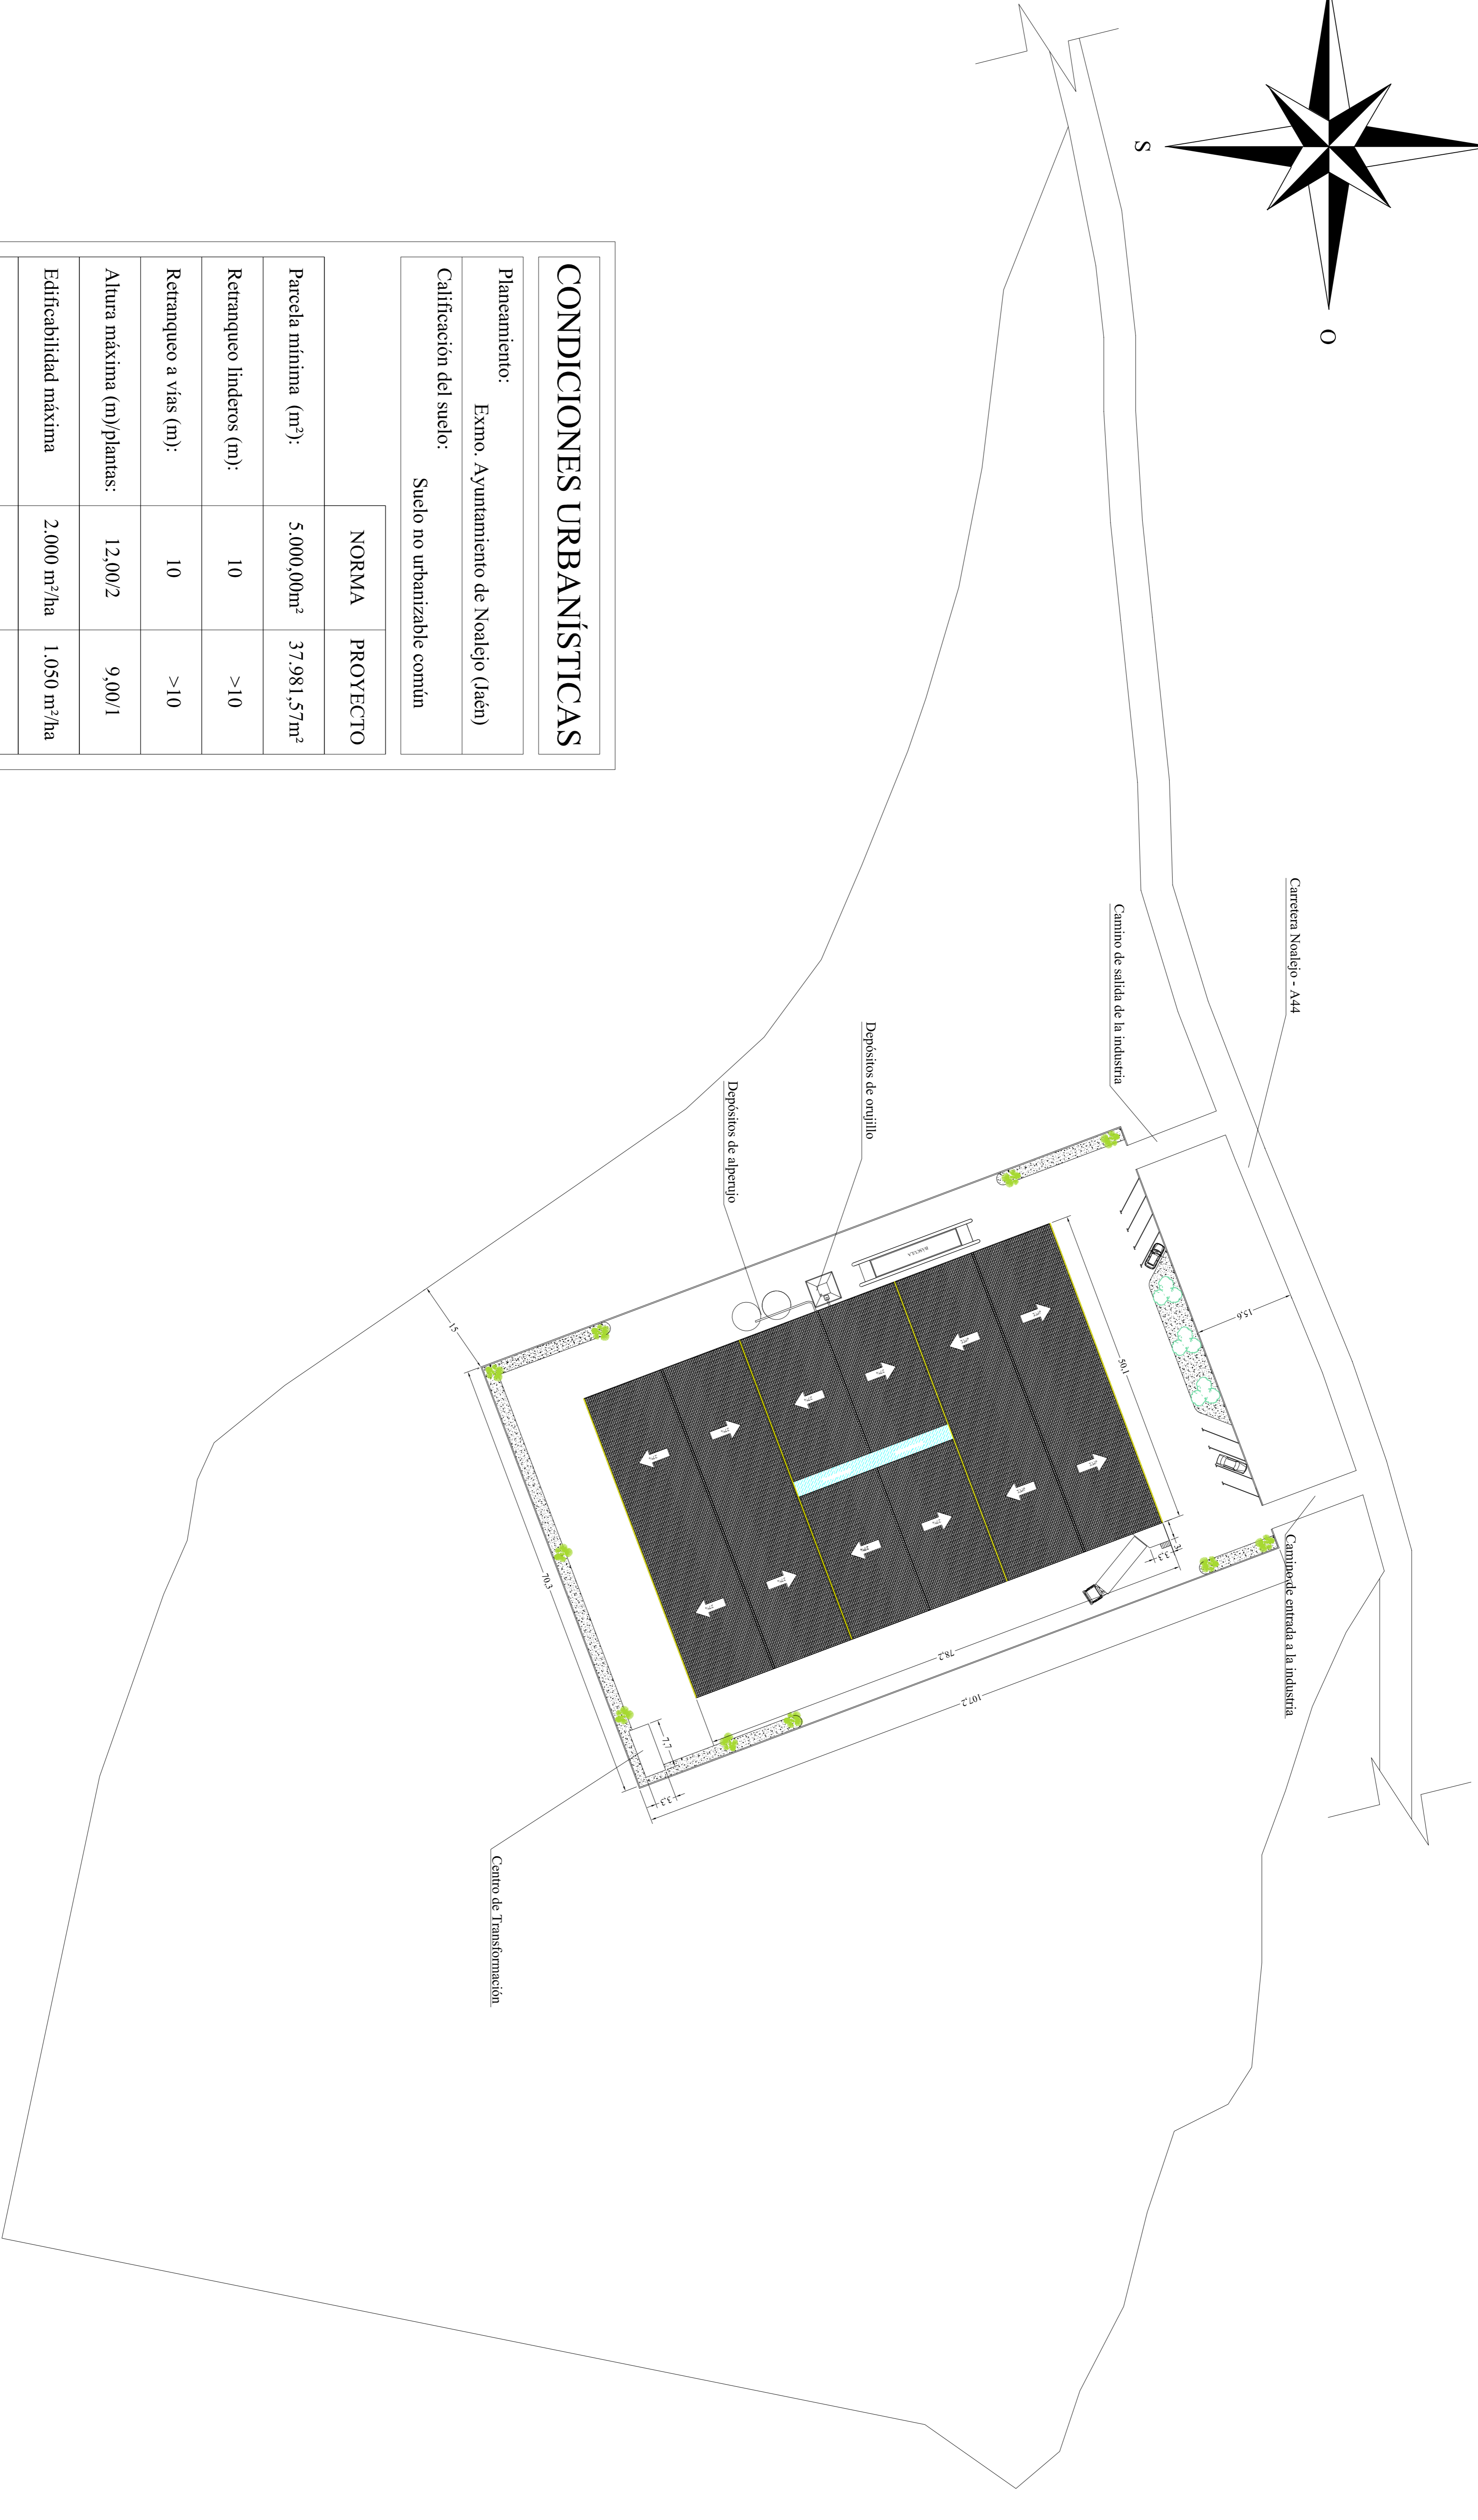 S
O
CONDICIONES URBANÍSTICAS
Planeamiento:
Exmo. Ayuntamiento de Noalejo (Jaén)
Calificación del suelo:
Suelo no urbanizable común
NORMA PROYECTO
Parcela mínima (m²): 5.000,00m² 37.981,57m²
Retranqueo linderos (m): 10 >10
Retranqueo a vías (m): 10 >10
Altura máxima (m)/plantas: 12,00/2 9,00/1
Edificabilidad máxima 2.000 m²/ha 1.050 m²/ha
Carretera Noalejo - A44
Camino de salida de la industria
Depósitos de orujillo
Depósitos de alperujo
Camino de entrada a la industria
Centro de Transformación
BÁSCULA
15.6
50,1
3,3
78,2
107,2
15
70,3
7,7
3,3